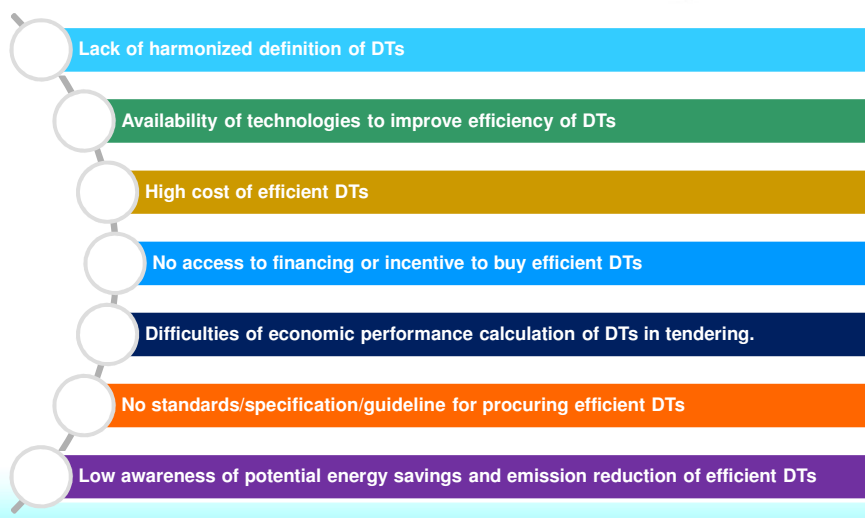 Lack of harmonized definition of DTs
Availability of technologies to improve efficiency of DTs
High cost of efficient DTs
No access to financing or incentive to buy efficient DTs
Difficulties of economic performance calculation of DTs in tendering.
No standards/specification/guideline for procuring efficient DTs
Low awareness of potential energy savings and emission reduction of efficient DTs